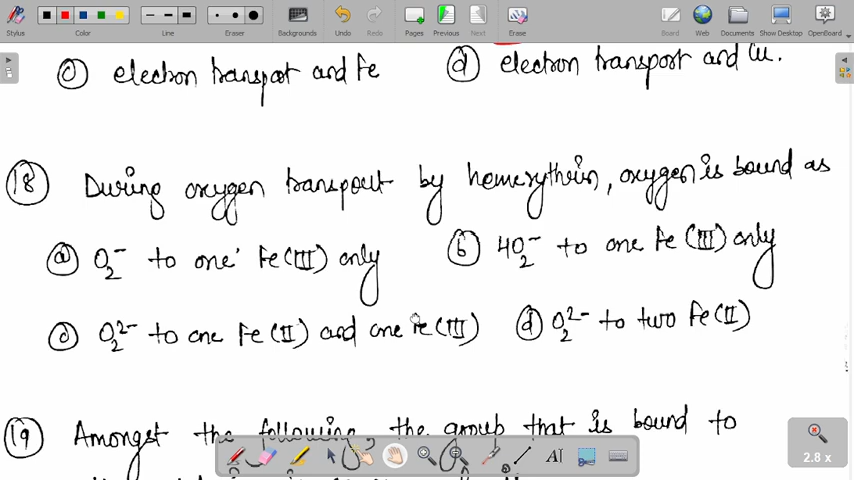 Stylus
Color
Line
Eraser
Backgrounds
Undo
Redo
Pages
Previous
Next
Erase
Board
Web
Documents
Show Desktop
OpenBoard
(c) electron transport and Fe (d) electron transport and Cu.
(18) During oxygen transport by hemerythrin, oxygen is bound as
(a) O₂⁻ to one Fe(III) only (b) 4O₂⁻ to one Fe(III) only
(c) O₂²⁻ to one Fe(II) and one Fe(III) (d) O₂²⁻ to two Fe(II)
(19) Amongst the following, the group that is bound to
2.8 x